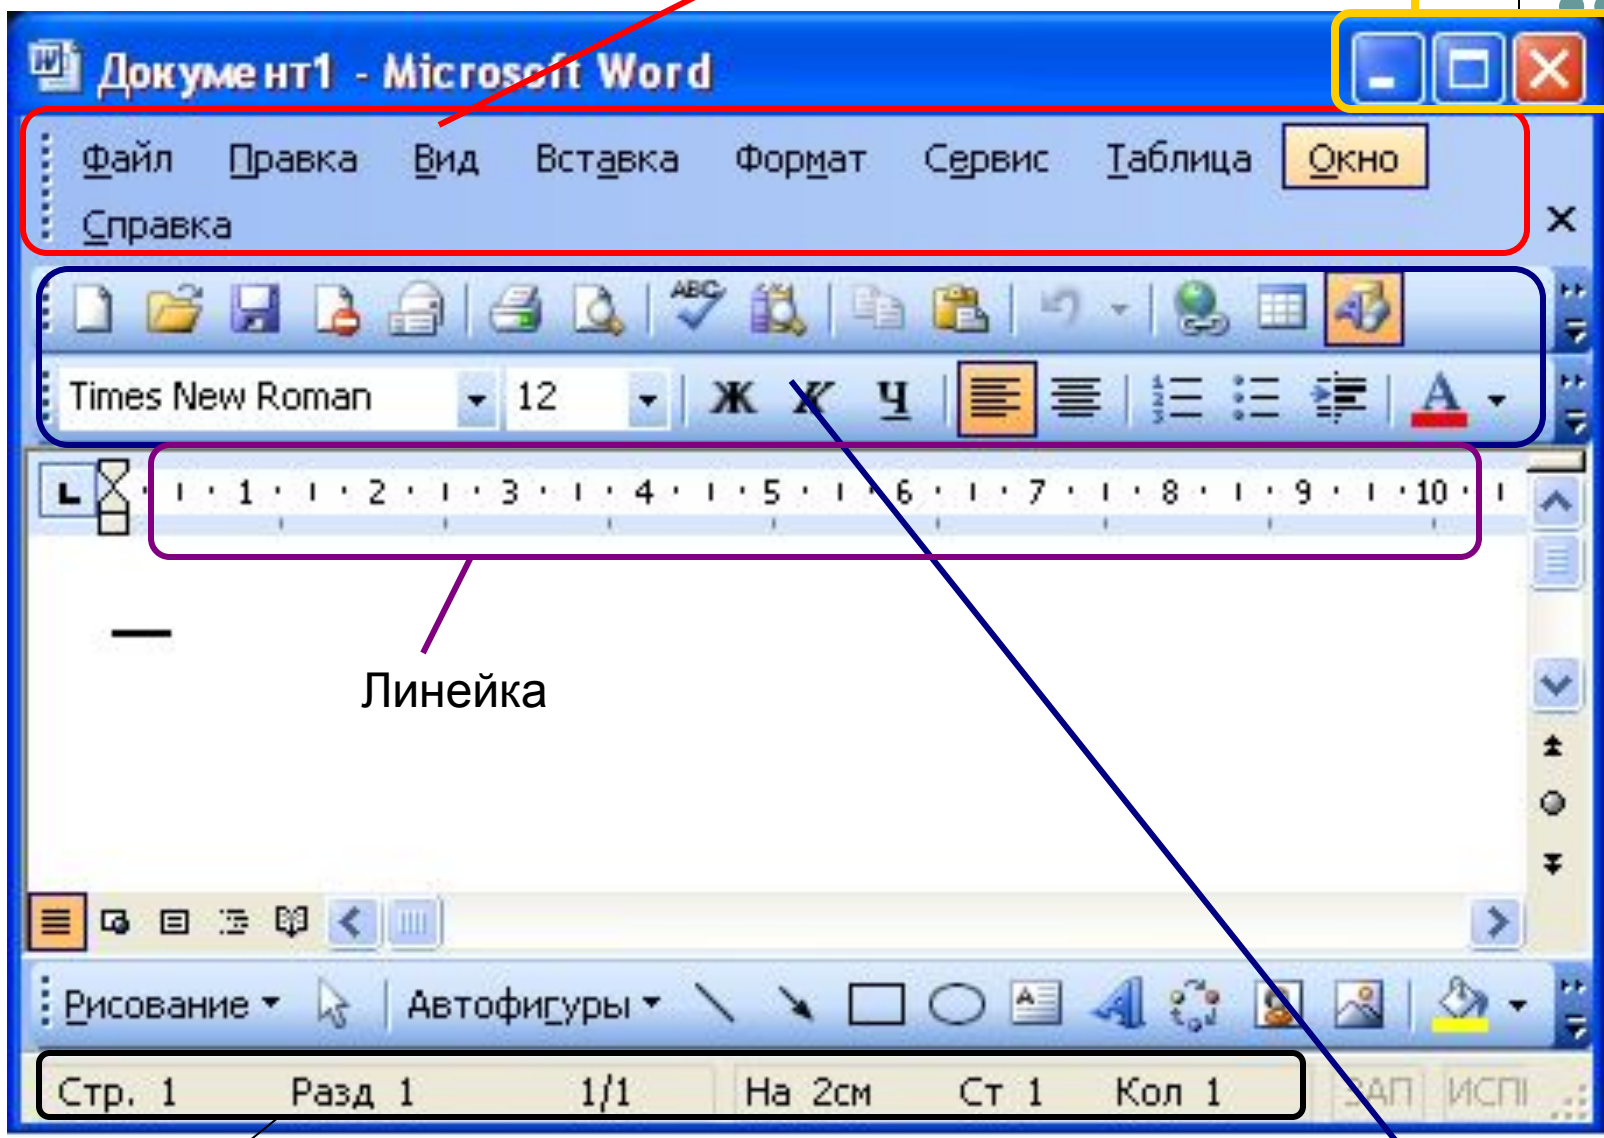 Документ1 - Microsoft Word
Файл Правка Вид Вставка Формат Сервис Таблица Окно
Справка
ABC
Times New Roman 12 Ж К Ч A
1 2 3 4 5 6 7 8 9 10
Линейка
Рисование Автофигуры
Стр. 1 Разд 1 1/1 На 2см Ст 1 Кол 1 ЗАП ИСПІ